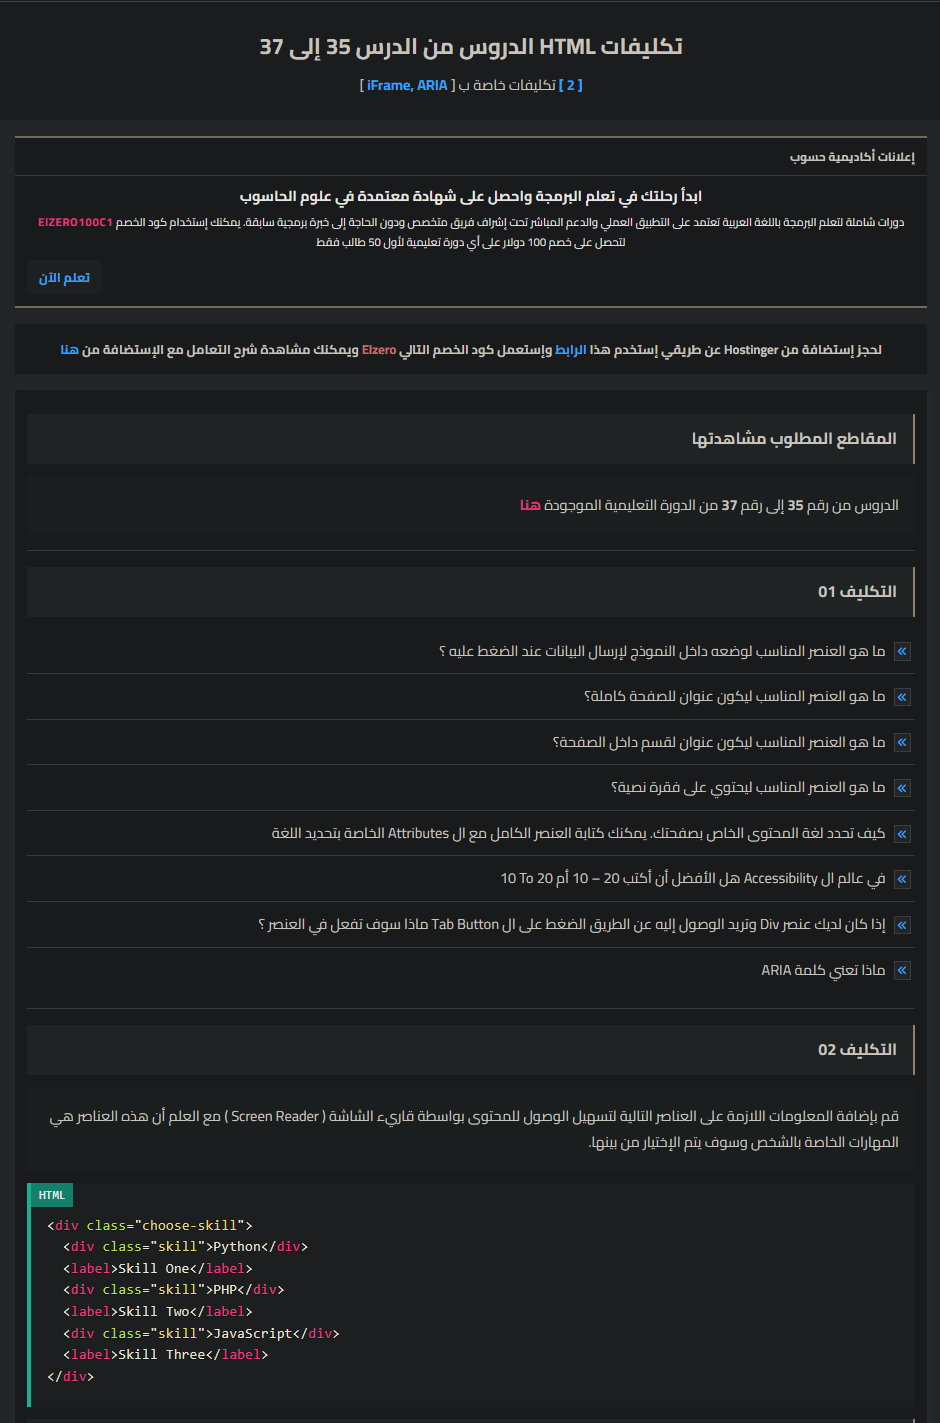 تكليفات HTML الدروس من الدرس 35 إلى 37
[ 2 ] تكليفات خاصة ب [ iFrame, ARIA ]
إعلانات أكاديمية حسوب
ابدأ رحلتك في تعلم البرمجة واحصل على شهادة معتمدة في علوم الحاسوب
دورات شاملة لتعلم البرمجة باللغة العربية تعتمد على التطبيق العملي والدعم المباشر تحت إشراف فريق متخصص ودون الحاجة إلى خبرة برمجية سابقة. يمكنك إستخدام كود الخصم ElZERO100C1
لتحصل على خصم 100 دولار على أي دورة تعليمية لأول 50 طالب فقط
تعلم الآن
لحجز إستضافة من Hostinger عن طريقي إستخدم هذا الرابط وإستعمل كود الخصم التالي Elzero ويمكنك مشاهدة شرح التعامل مع الإستضافة من هنا
المقاطع المطلوب مشاهدتها
الدروس من رقم 35 إلى رقم 37 من الدورة التعليمية الموجودة هنا
التكليف 01
» ما هو العنصر المناسب لوضعه داخل النموذج لإرسال البيانات عند الضغط عليه ؟
» ما هو العنصر المناسب ليكون عنوان للصفحة كاملة؟
» ما هو العنصر المناسب ليكون عنوان لقسم داخل الصفحة؟
» ما هو العنصر المناسب ليحتوي على فقرة نصية؟
» كيف تحدد لغة المحتوى الخاص بصفحتك. يمكنك كتابة العنصر الكامل مع ال Attributes الخاصة بتحديد اللغة
» في عالم ال Accessibility هل الأفضل أن أكتب 20 – 10 أم 20 To 10
» إذا كان لديك عنصر Div وتريد الوصول إليه عن الطريق الضغط على ال Tab Button ماذا سوف تفعل في العنصر ؟
» ماذا تعني كلمة ARIA
التكليف 02
قم بإضافة المعلومات اللازمة على العناصر التالية لتسهيل الوصول للمحتوى بواسطة قاريء الشاشة ( Screen Reader ) مع العلم أن هذه العناصر هي
المهارات الخاصة بالشخص وسوف يتم الإختيار من بينها.
HTML
<div class="choose-skill">
  <div class="skill">Python</div>
  <label>Skill One</label>
  <div class="skill">PHP</div>
  <label>Skill Two</label>
  <div class="skill">JavaScript</div>
  <label>Skill Three</label>
</div>